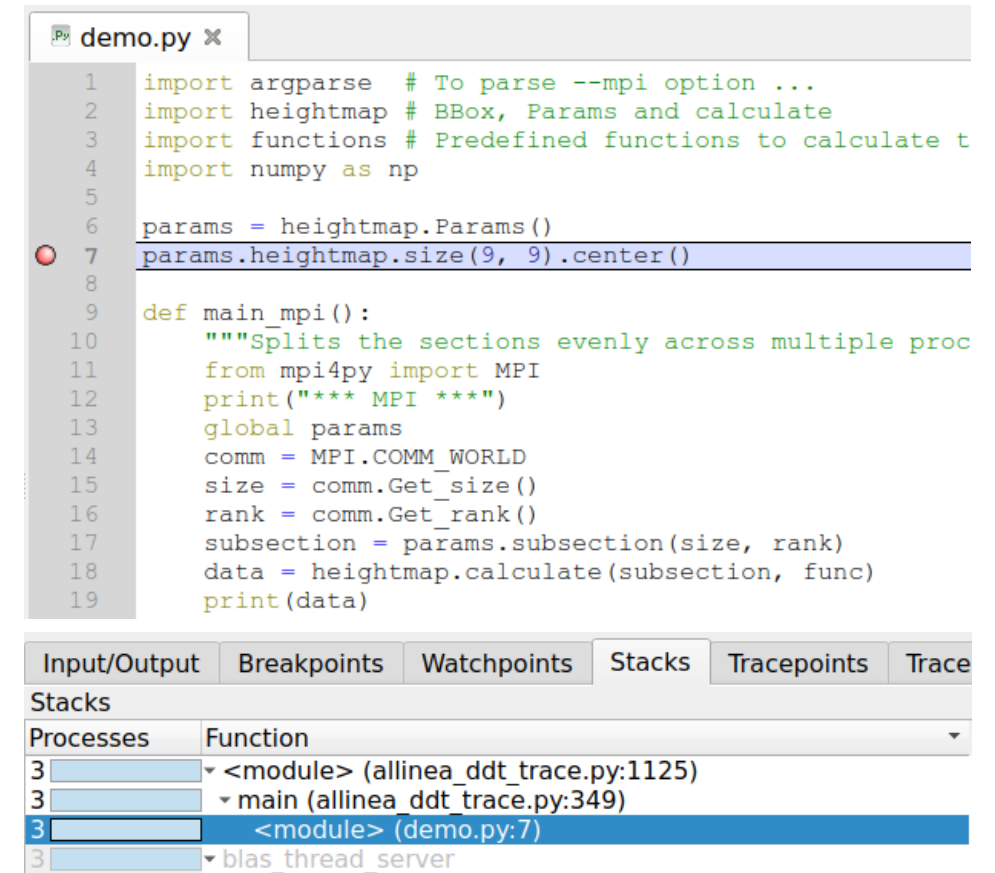 demo.py
1 import argparse  # To parse --mpi option ...
2 import heightmap # BBox, Params and calculate
3 import functions # Predefined functions to calculate t
4 import numpy as np
5
6 params = heightmap.Params()
7 params.heightmap.size(9, 9).center()
8
9 def main_mpi():
10     """Splits the sections evenly across multiple proc
11     from mpi4py import MPI
12     print("*** MPI ***")
13     global params
14     comm = MPI.COMM_WORLD
15     size = comm.Get_size()
16     rank = comm.Get_rank()
17     subsection = params.subsection(size, rank)
18     data = heightmap.calculate(subsection, func)
19     print(data)
Input/Output Breakpoints Watchpoints Stacks Tracepoints Trace
Stacks
Processes Function
3 <module> (allinea_ddt_trace.py:1125)
3 main (allinea_ddt_trace.py:349)
3 <module> (demo.py:7)
3 blas_thread_server